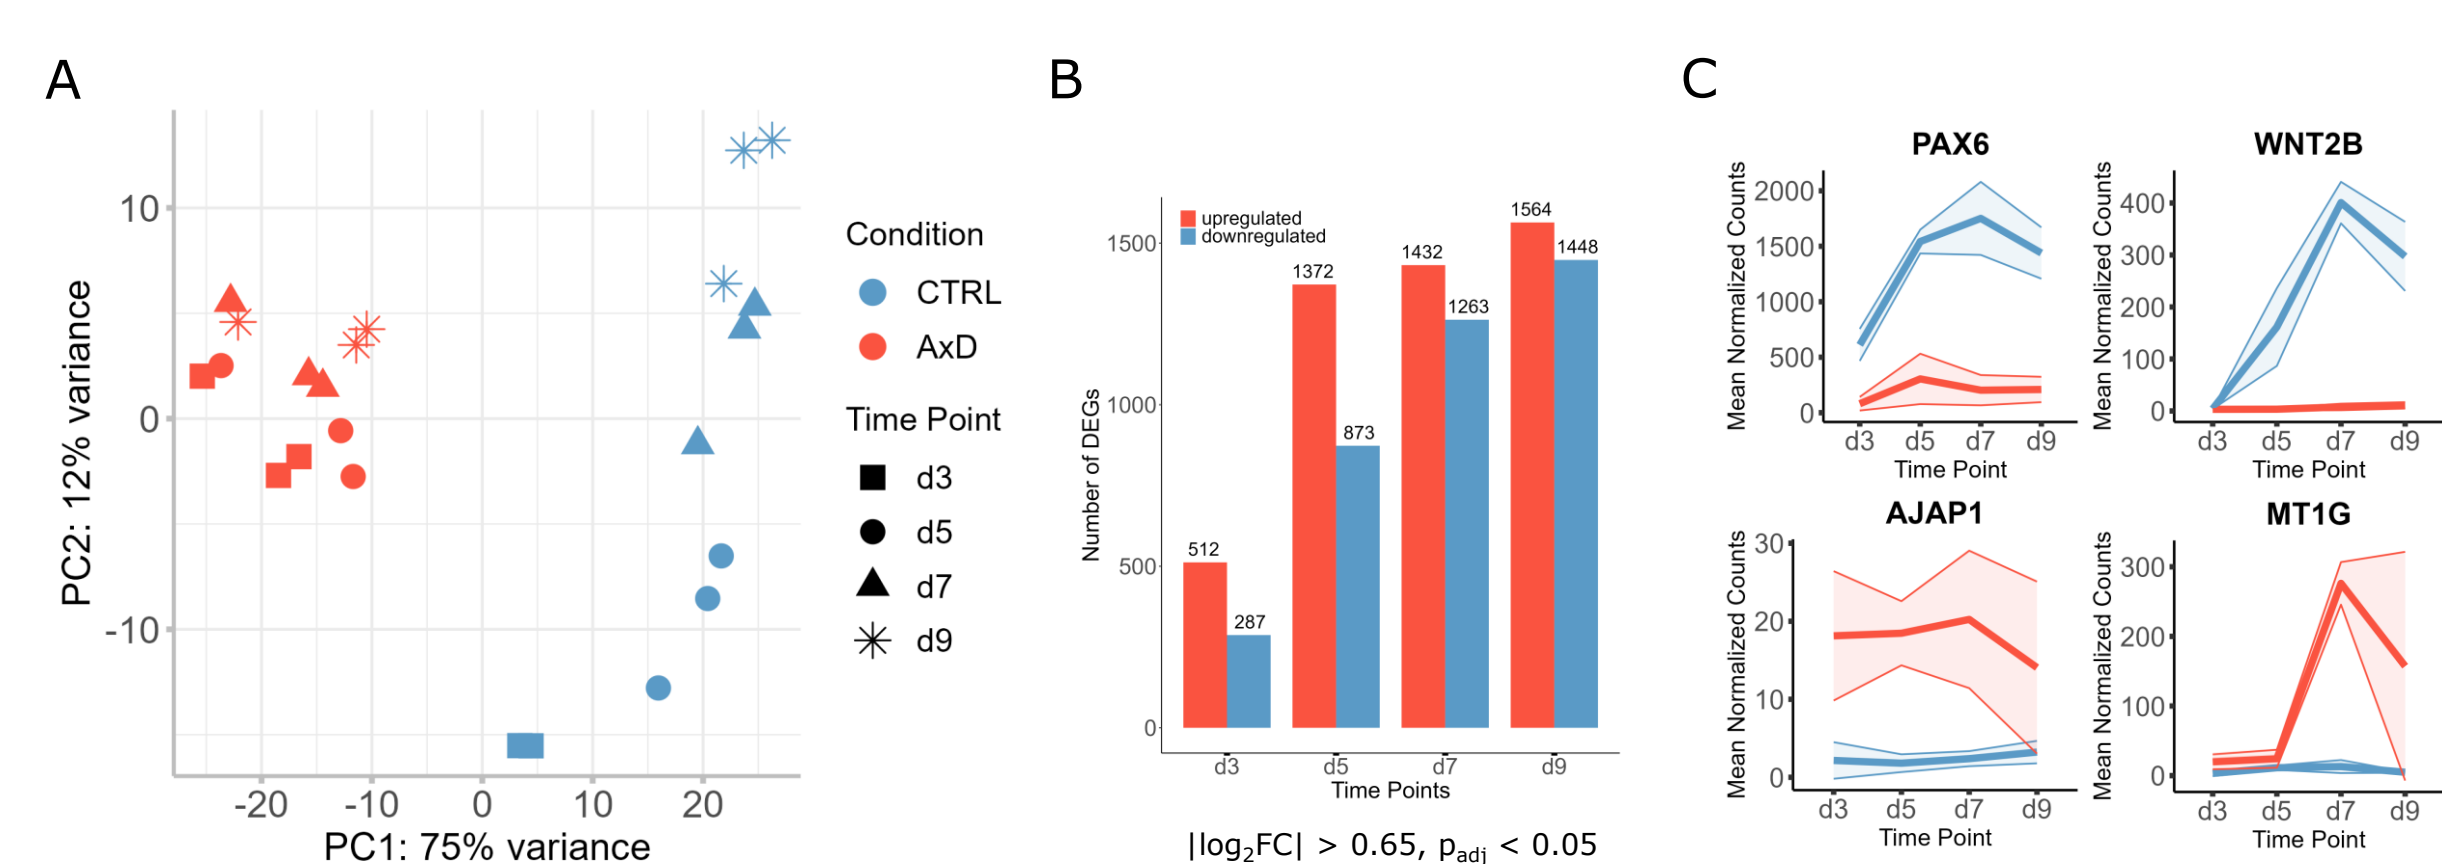 A
10
0
-10
-20
-10
0
10
20
PC2: 12% variance
PC1: 75% variance
Condition
CTRL
AxD
Time Point
d3
d5
d7
d9
B
upregulated
downregulated
1500
1000
500
0
Number of DEGs
512
287
1372
873
1432
1263
1564
1448
d3
d5
d7
d9
Time Points
|log2FC| > 0.65, padj < 0.05
C
PAX6
Mean Normalized Counts
2000
1500
1000
500
0
d3
d5
d7
d9
Time Point
WNT2B
Mean Normalized Counts
400
300
200
100
0
d3
d5
d7
d9
Time Point
AJAP1
Mean Normalized Counts
30
20
10
0
d3
d5
d7
d9
Time Point
MT1G
Mean Normalized Counts
300
200
100
0
d3
d5
d7
d9
Time Point